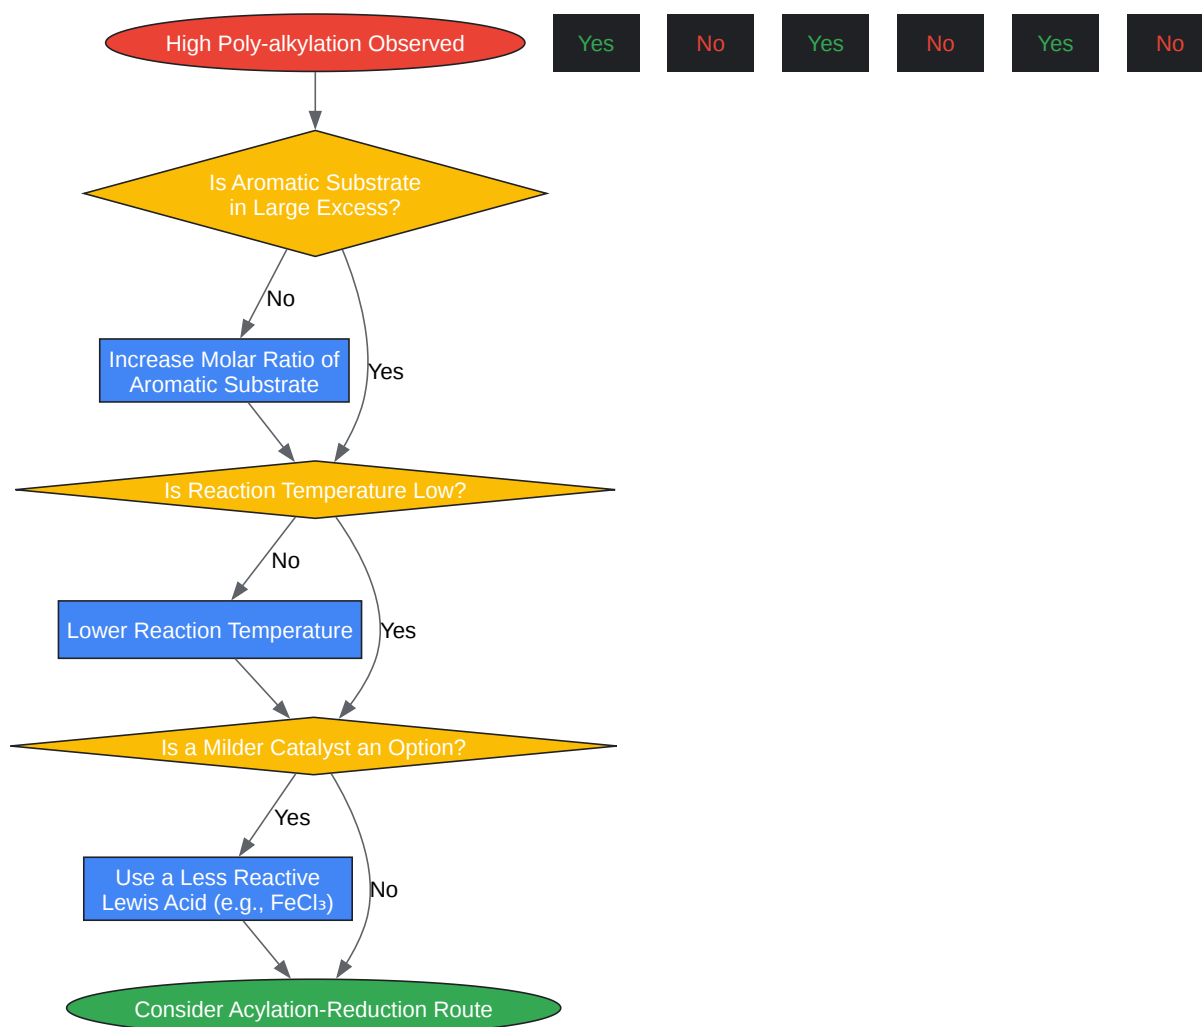 High Poly-alkylation Observed
Yes
No
Yes
No
Yes
No
Is Aromatic Substrate
in Large Excess?
No
Increase Molar Ratio of
Aromatic Substrate
Yes
Is Reaction Temperature Low?
No
Lower Reaction Temperature
Yes
Is a Milder Catalyst an Option?
Yes
Use a Less Reactive
Lewis Acid (e.g., FeCl₃)
No
Consider Acylation-Reduction Route